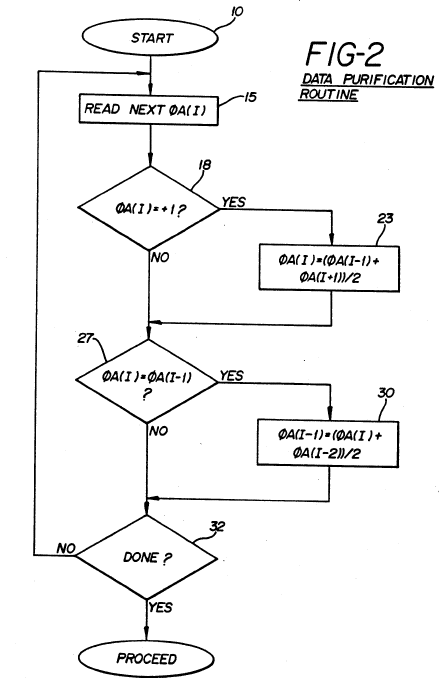 10
START
FIG-2
DATA PURIFICATION
ROUTINE
15
READ NEXT ØA(I)
18
ØA(I)=+1?
YES
23
ØA(I)=(ØA(I-1)+
ØA(I+1))/2
NO
27
ØA(I)=ØA(I-1)
?
YES
30
ØA(I-1)=(ØA(I)+
ØA(I-2))/2
NO
32
DONE?
NO
YES
PROCEED